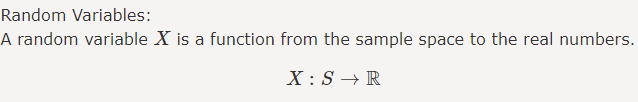 Random Variables:
A random variable X is a function from the sample space to the real numbers.
X : S → ℝ